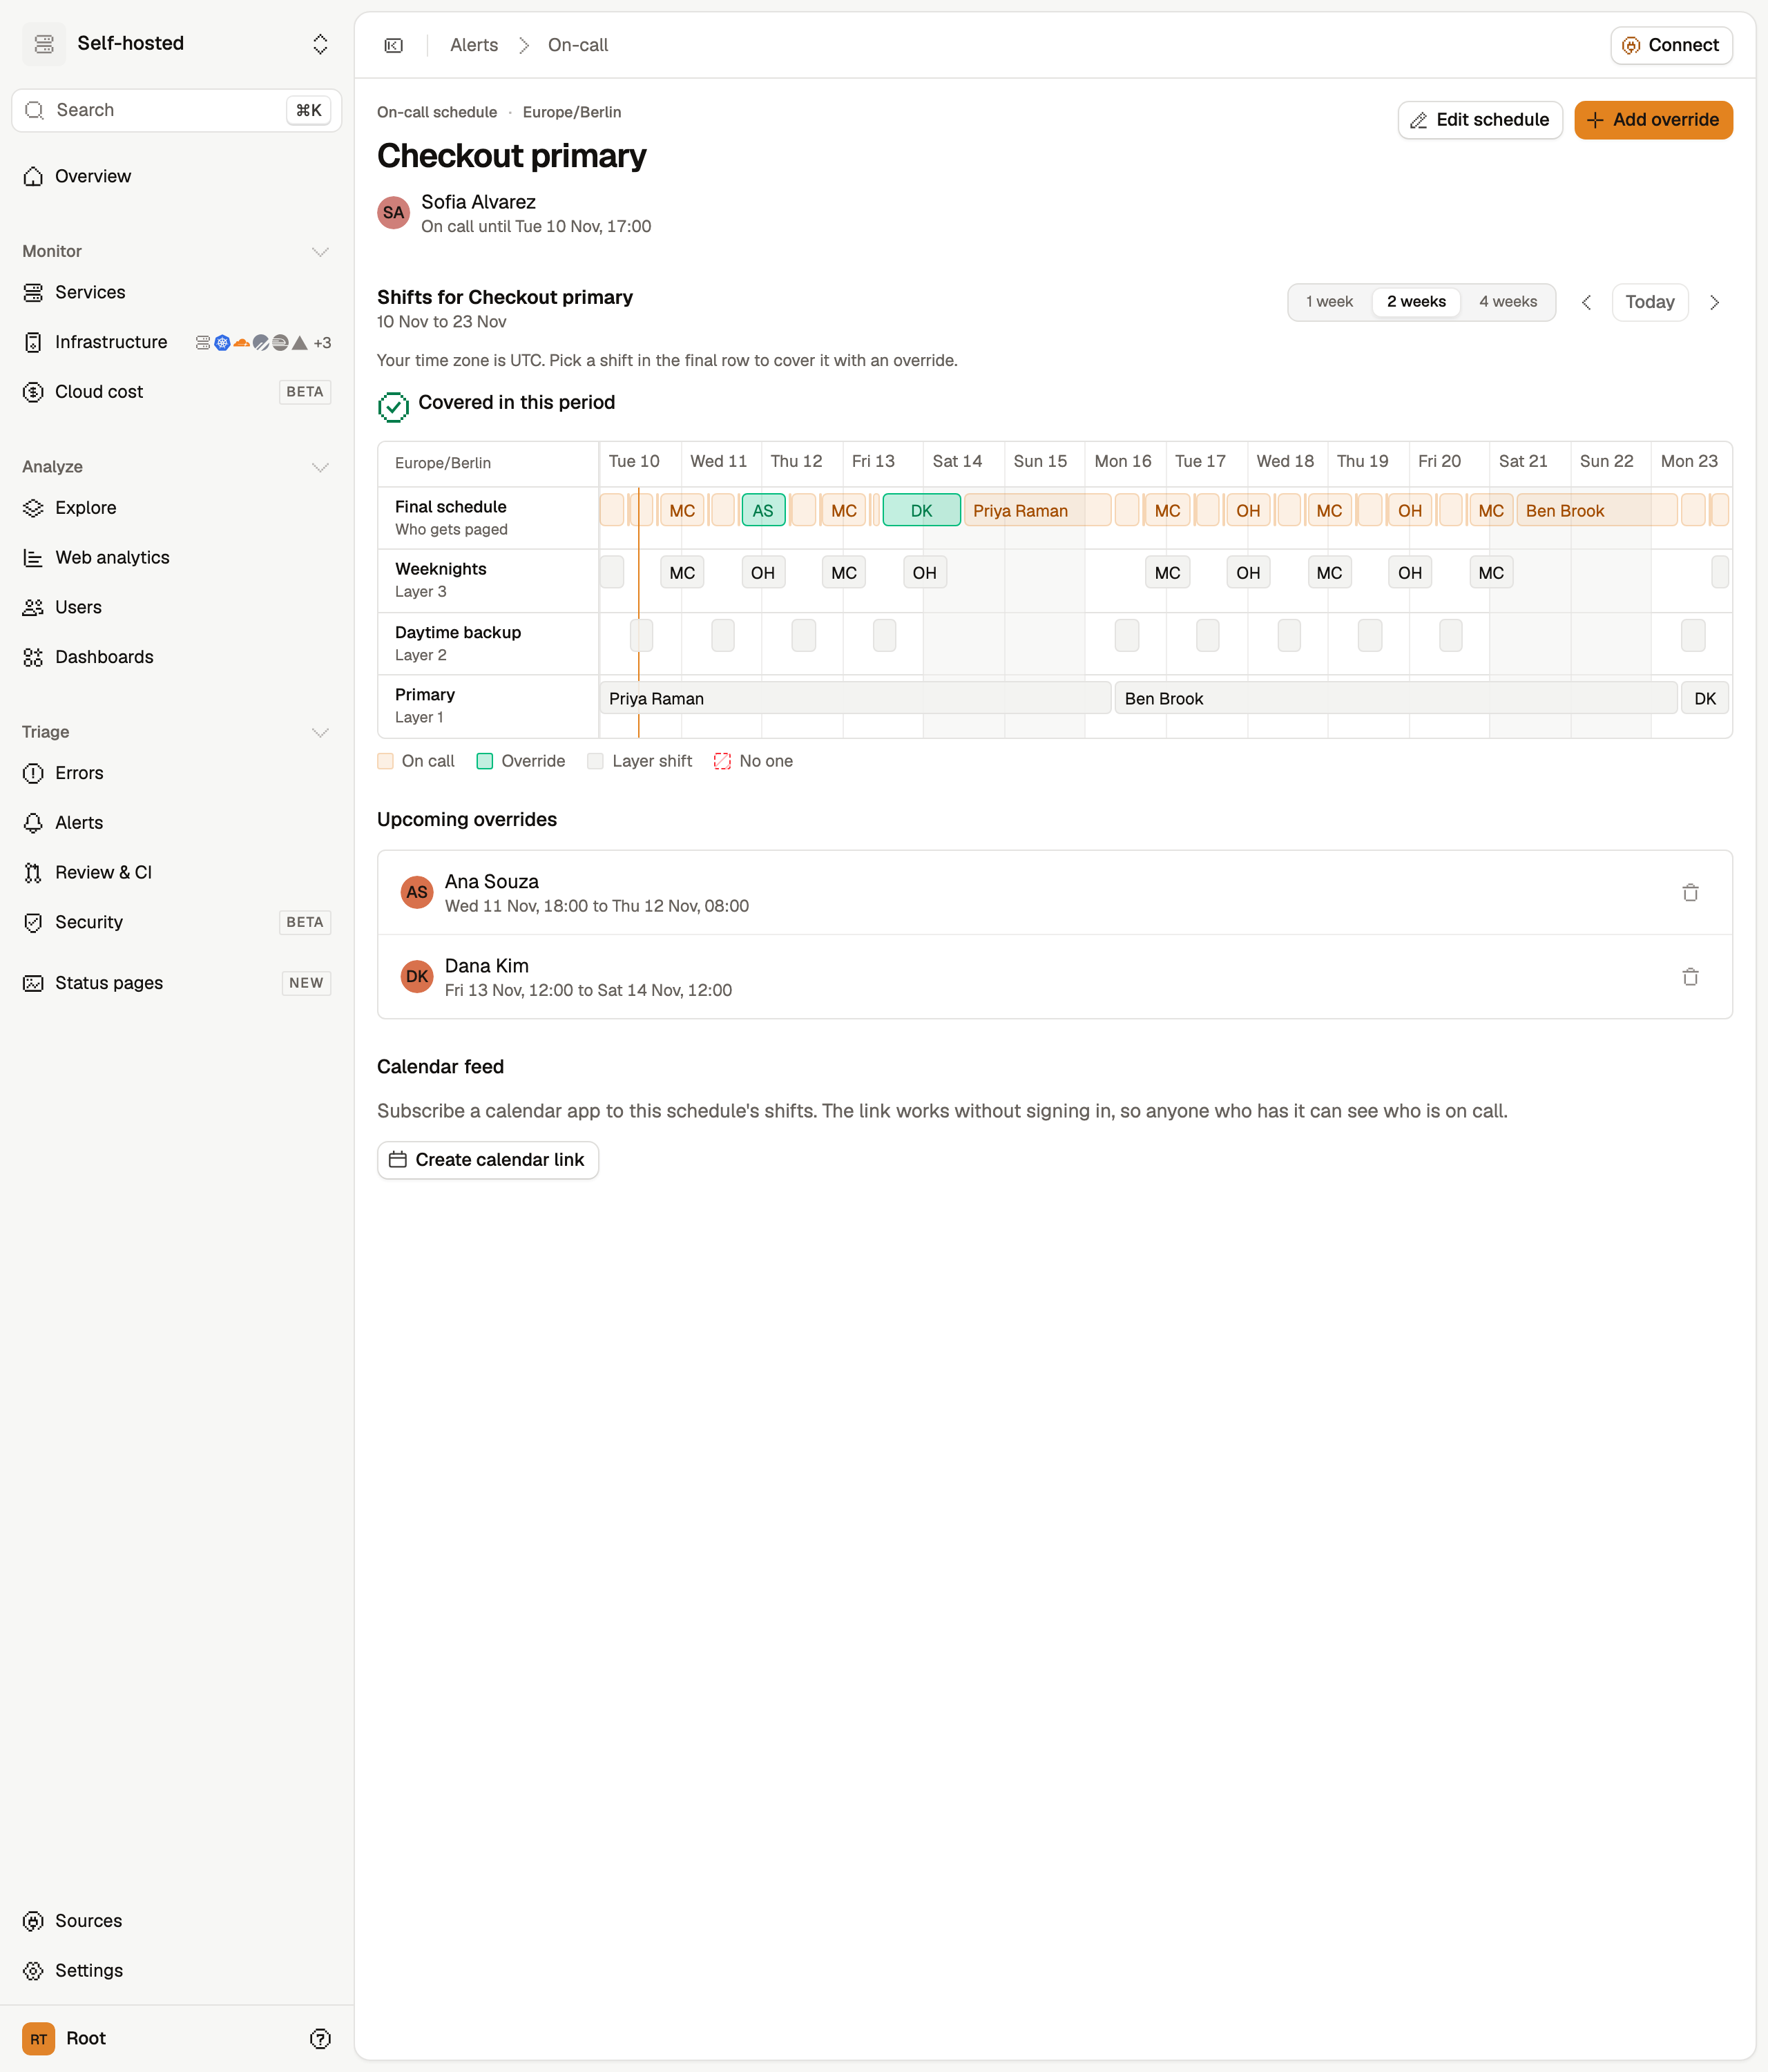 Self-hosted
Search ⌘K
Overview
Monitor
Services
Infrastructure +3
Cloud cost BETA
Analyze
Explore
Web analytics
Users
Dashboards
Triage
Errors
Alerts
Review & CI
Security BETA
Status pages NEW
Sources
Settings
RT Root
Alerts On-call
Connect
On-call schedule · Europe/Berlin
Edit schedule
Add override
Checkout primary
SA Sofia Alvarez
On call until Tue 10 Nov, 17:00
Shifts for Checkout primary
10 Nov to 23 Nov
1 week 2 weeks 4 weeks Today
Your time zone is UTC. Pick a shift in the final row to cover it with an override.
Covered in this period
Europe/Berlin Tue 10 Wed 11 Thu 12 Fri 13 Sat 14 Sun 15 Mon 16 Tue 17 Wed 18 Thu 19 Fri 20 Sat 21 Sun 22 Mon 23
Final schedule
Who gets paged
MC AS MC DK Priya Raman MC OH MC OH MC Ben Brook
Weeknights
Layer 3
MC OH MC OH MC OH MC OH MC
Daytime backup
Layer 2
Primary
Layer 1
Priya Raman Ben Brook DK
On call Override Layer shift No one
Upcoming overrides
AS Ana Souza
Wed 11 Nov, 18:00 to Thu 12 Nov, 08:00
DK Dana Kim
Fri 13 Nov, 12:00 to Sat 14 Nov, 12:00
Calendar feed
Subscribe a calendar app to this schedule's shifts. The link works without signing in, so anyone who has it can see who is on call.
Create calendar link